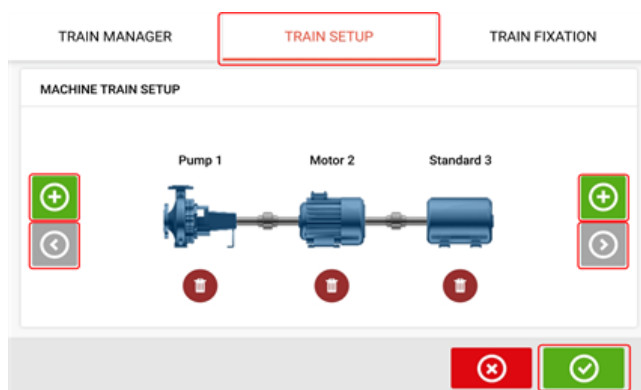 TRAIN MANAGER TRAIN SETUP TRAIN FIXATION
MACHINE TRAIN SETUP
Pump 1 Motor 2 Standard 3